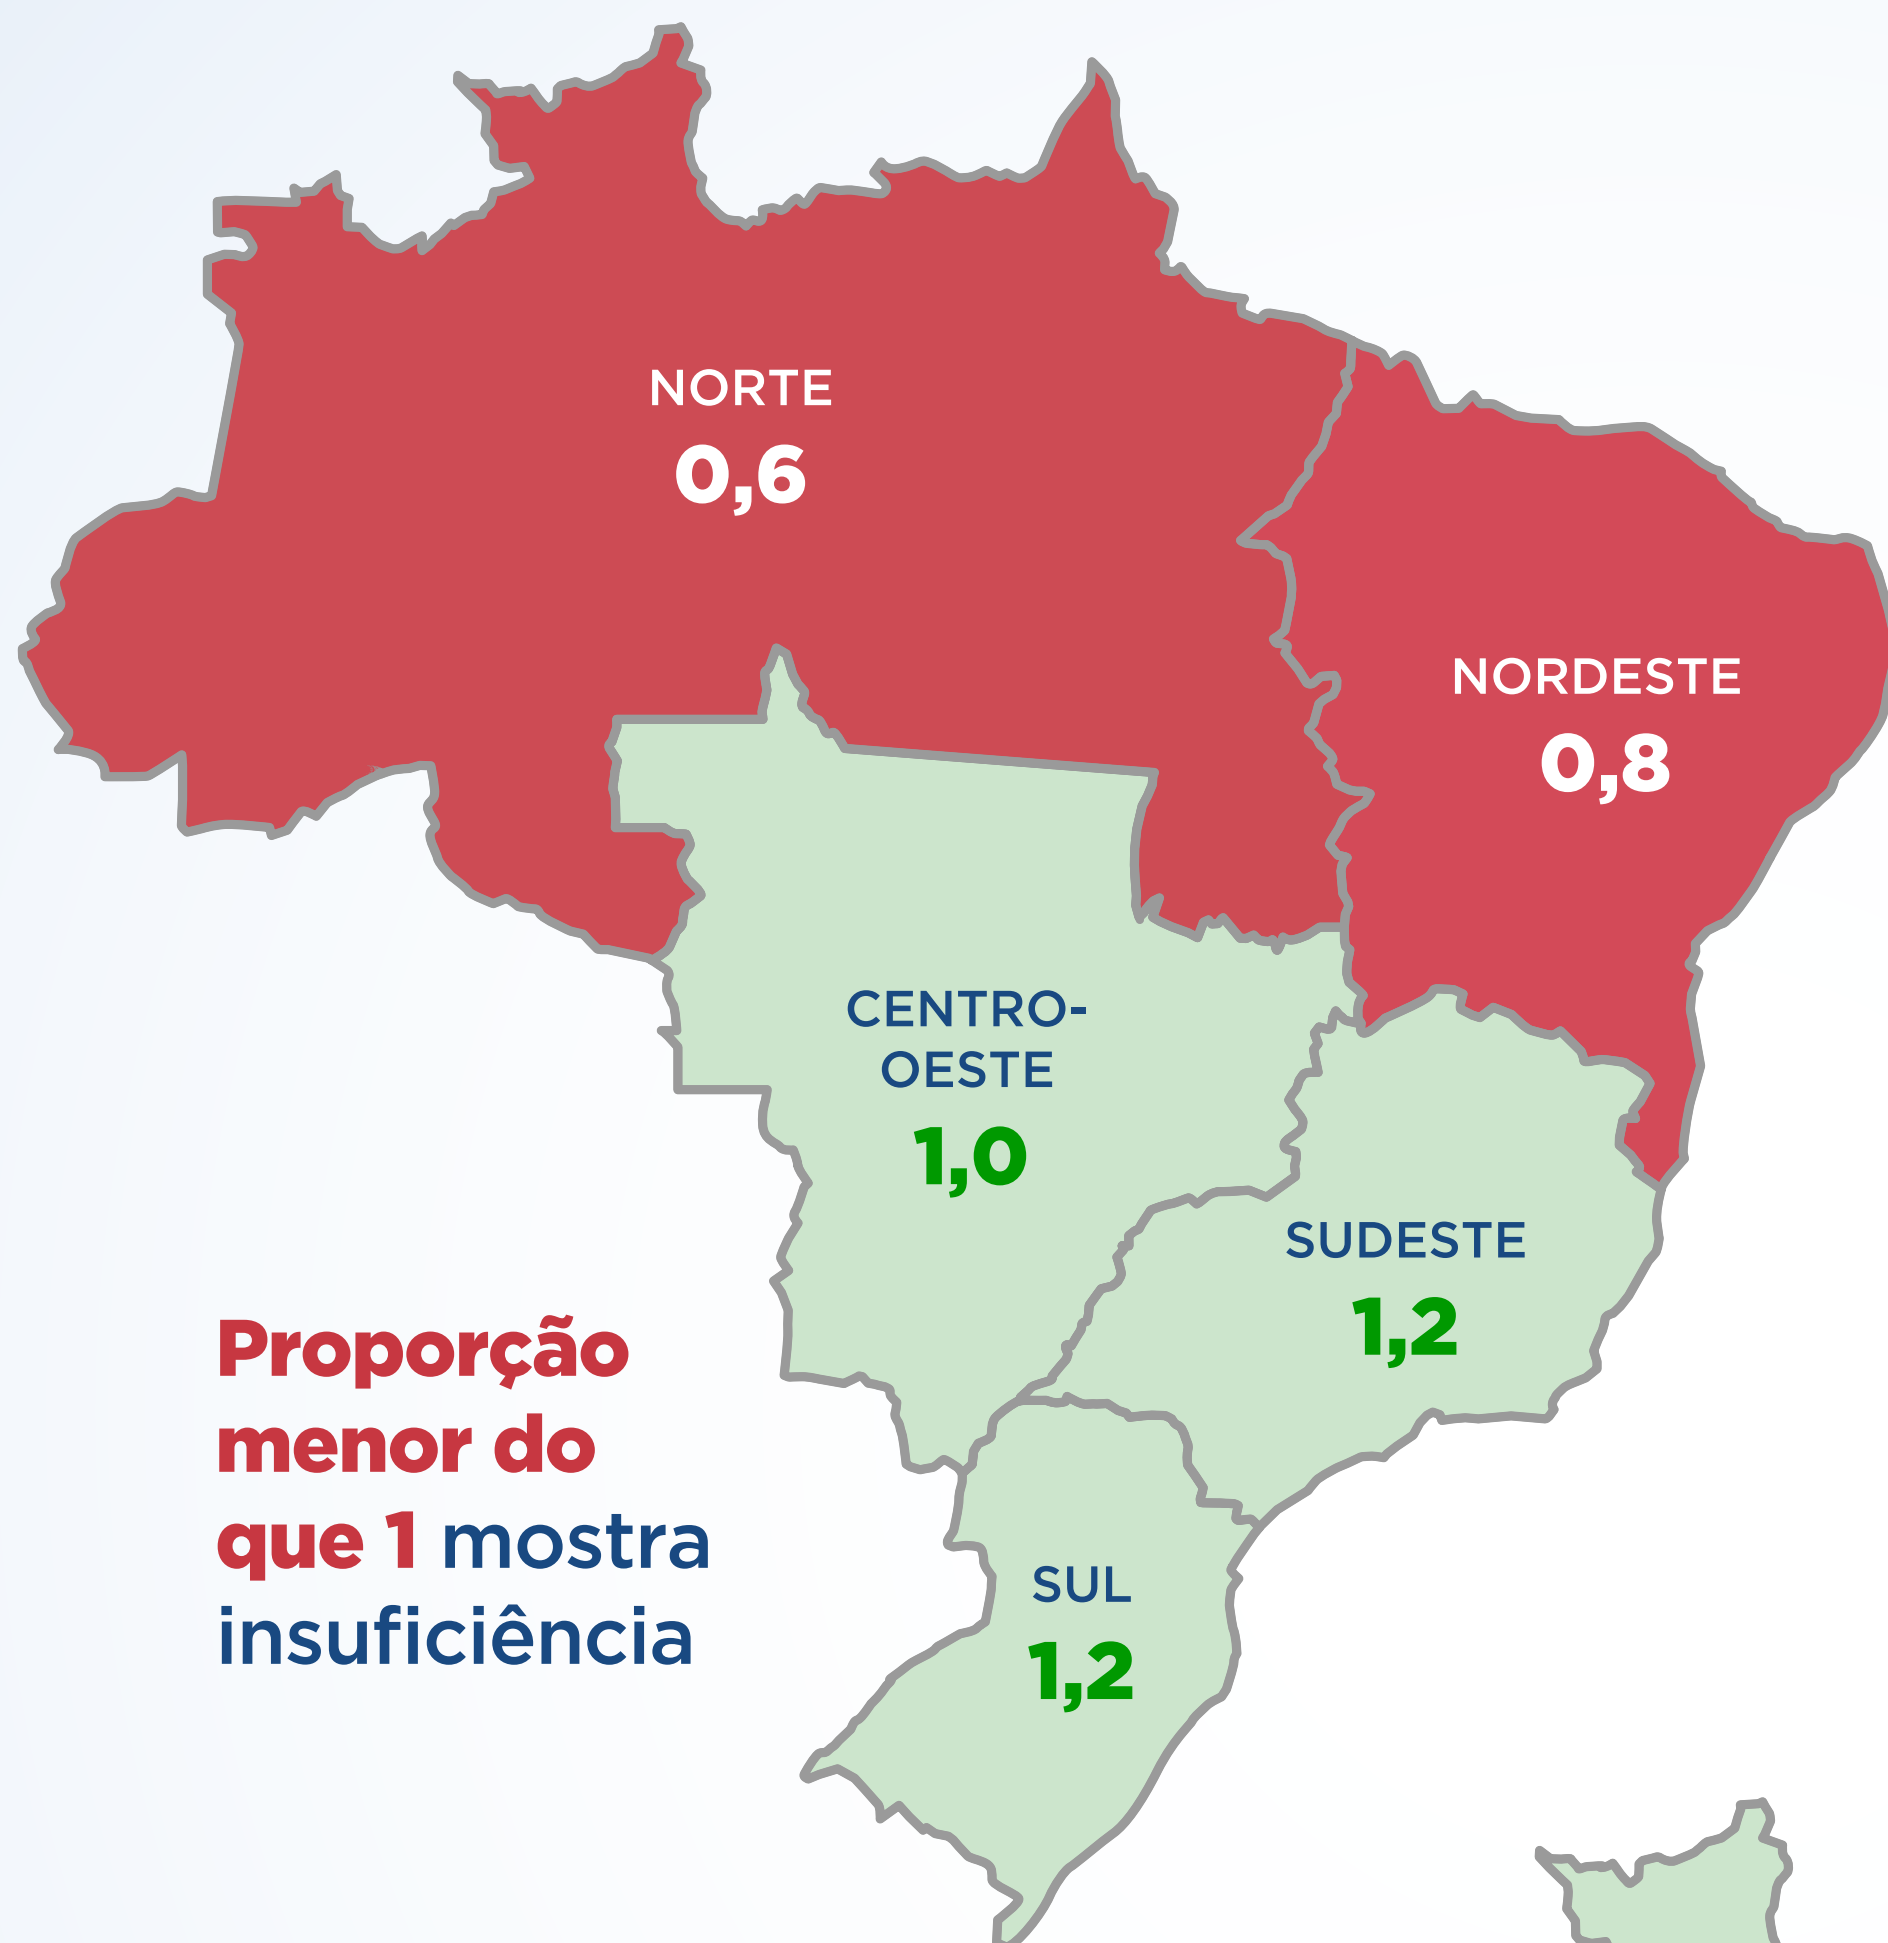 NORTE
0,6
NORDESTE
0,8
CENTRO-
OESTE
1,0
SUDESTE
1,2
SUL
1,2
Proporção
menor do
que 1 mostra
insuficiência